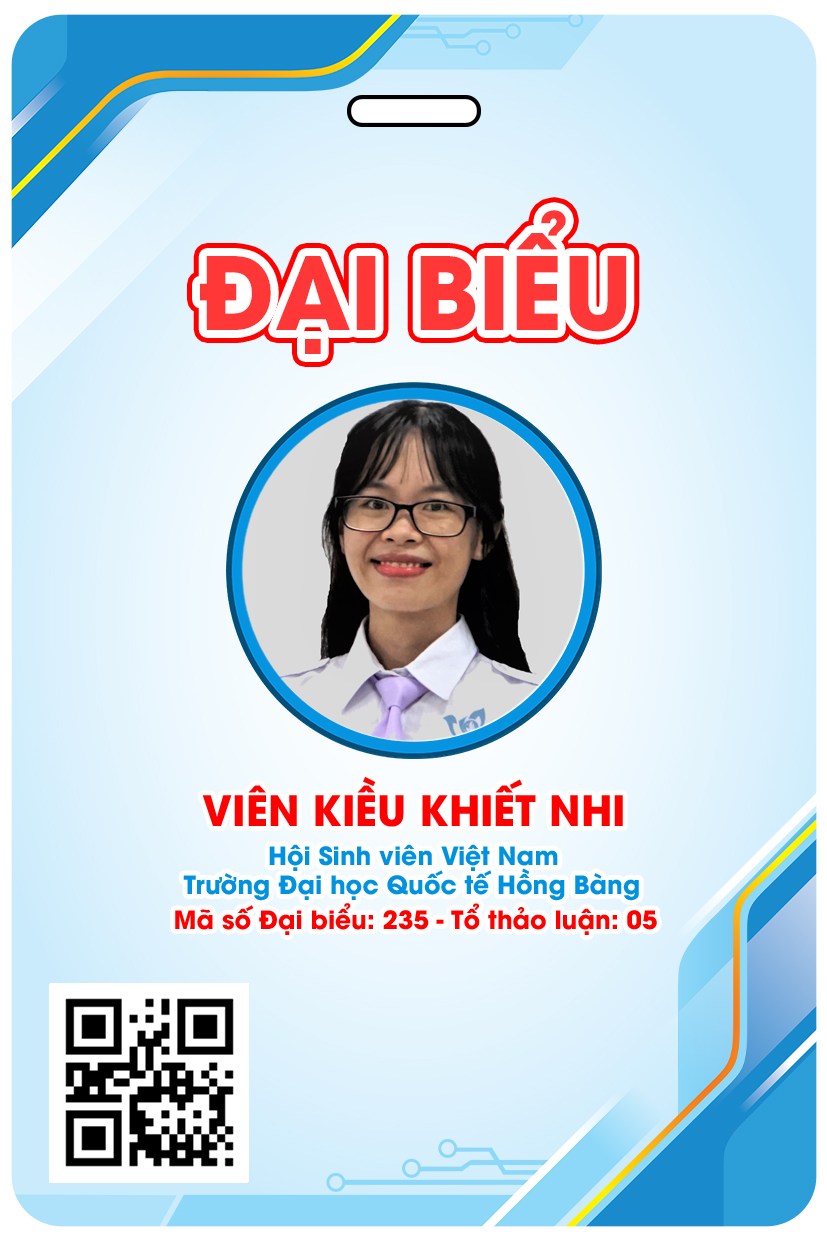 ĐẠI BIỂU
VIÊN KIỀU KHIẾT NHI
Hội Sinh viên Việt Nam
Trường Đại học Quốc tế Hồng Bàng
Mã số Đại biểu: 235 - Tổ thảo luận: 05